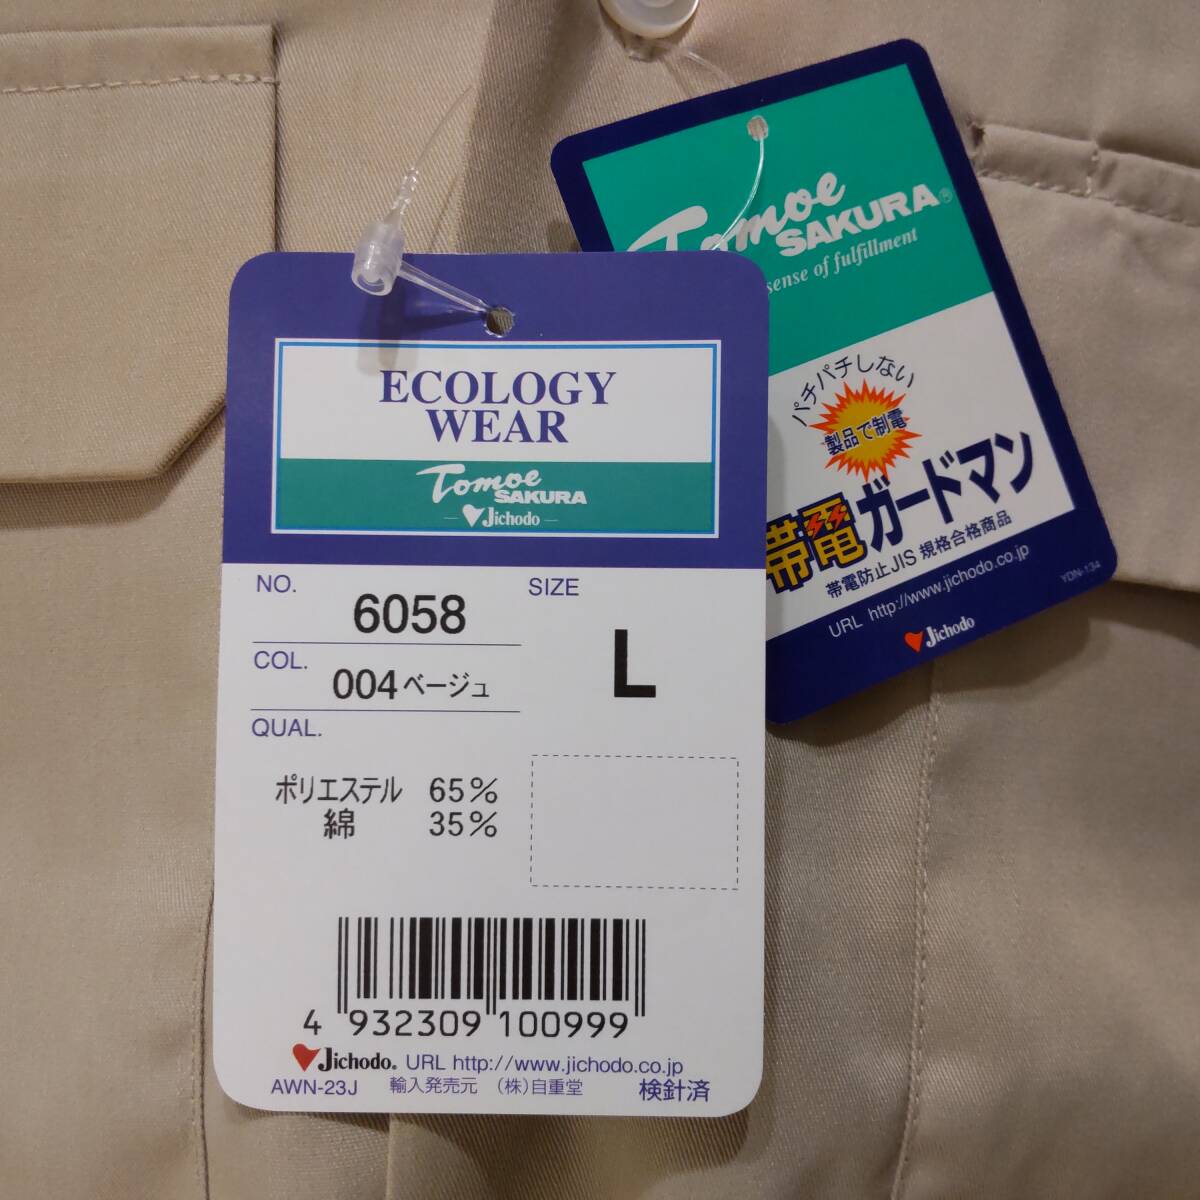 ECOLOGY
WEAR
Tomoe
SAKURA
Jichodo
NO.
6058
COL.
004ベージュ
QUAL.
ポリエステル 65%
綿 35%
SIZE
L
4 932309 100999
Jichodo. URL http://www.jichodo.co.jp
AWN-23J 輸入発売元 (株)自重堂 検針済
Tomoe
SAKURA®
sense of fulfillment
パチパチしない
製品で制電
帯電ガードマン
帯電防止JIS規格合格商品
URL http://www.jichodo.co.jp
YDN-134
Jichodo